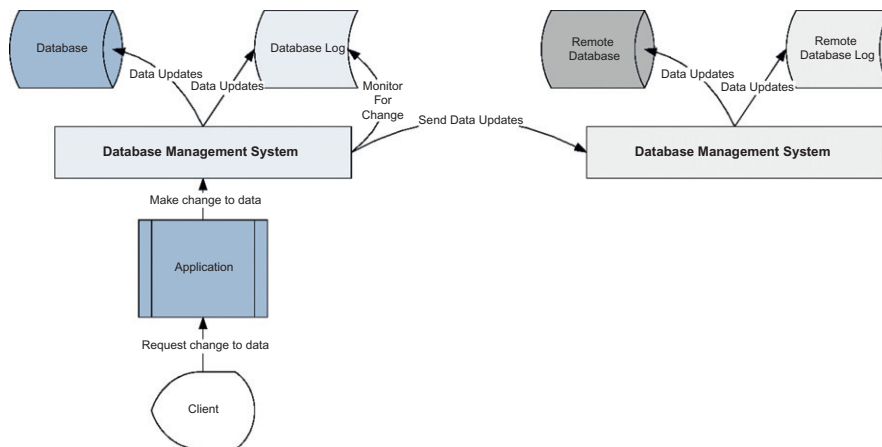 Database
Database Log
Remote
Database
Remote
Database Log
Data Updates
Data Updates
Monitor
For
Change
Data Updates
Data Updates
Send Data Updates
Database Management System
Database Management System
Make change to data
Application
Request change to data
Client